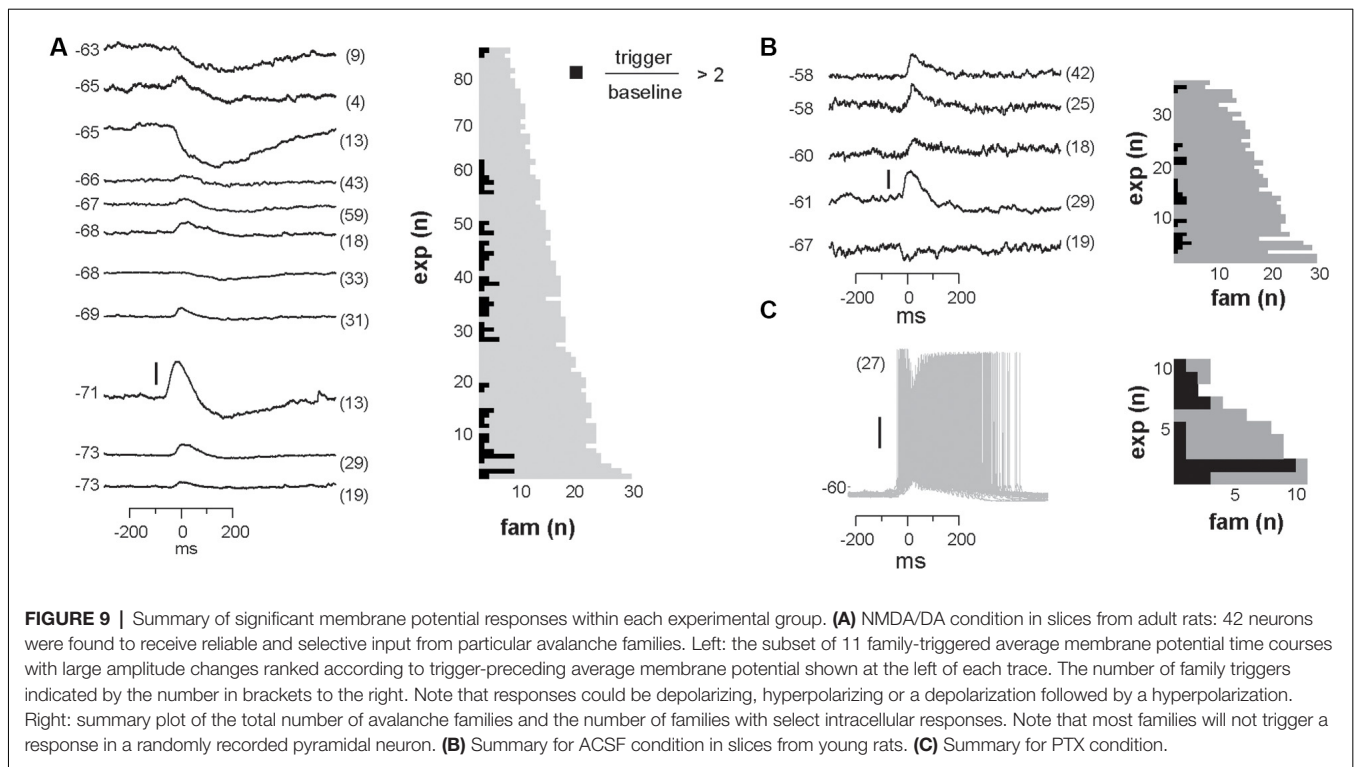 A
-63
(9)
-65
(4)
-65
(13)
-66
(43)
-67
(59)
-68
(18)
-68
(33)
-69
(31)
-71
(13)
-73
(29)
-73
(19)
-200 0 200
ms
exp (n)
80
70
60
50
40
30
20
10
10 20 30
fam (n)
trigger
baseline
> 2
B
-58
(42)
-58
(25)
-60
(18)
-61
(29)
-67
(19)
-200 0 200
ms
exp (n)
30
20
10
10 20 30
fam (n)
C
(27)
-60
-200 0 200
ms
exp (n)
10
5
5 10
fam (n)
FIGURE 9 | Summary of significant membrane potential responses within each experimental group. (A) NMDA/DA condition in slices from adult rats: 42 neurons
were found to receive reliable and selective input from particular avalanche families. Left: the subset of 11 family-triggered average membrane potential time courses
with large amplitude changes ranked according to trigger-preceding average membrane potential shown at the left of each trace. The number of family triggers
indicated by the number in brackets to the right. Note that responses could be depolarizing, hyperpolarizing or a depolarization followed by a hyperpolarization.
Right: summary plot of the total number of avalanche families and the number of families with select intracellular responses. Note that most families will not trigger a
response in a randomly recorded pyramidal neuron. (B) Summary for ACSF condition in slices from young rats. (C) Summary for PTX condition.